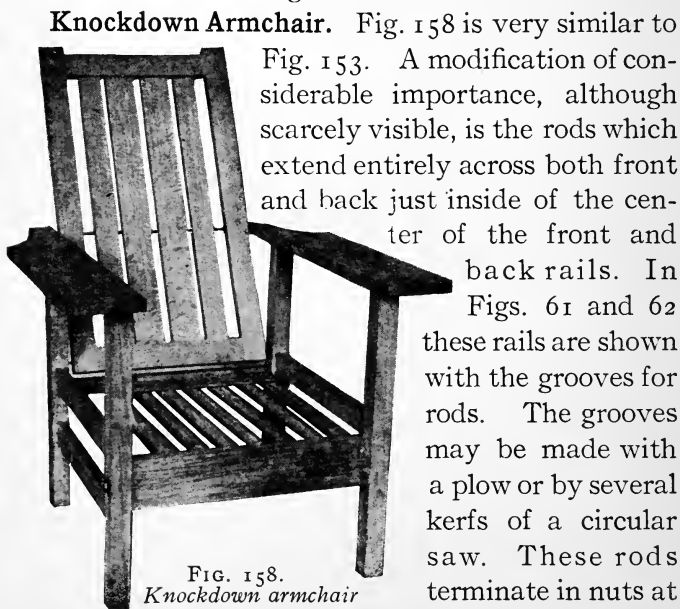 Knockdown Armchair. Fig. 158 is very similar to
Fig. 153. A modification of con-
siderable importance, although
scarcely visible, is the rods which
extend entirely across both front
and back just inside of the cen-
ter of the front and
back rails. In
Figs. 61 and 62
these rails are shown
with the grooves for
rods. The grooves
may be made with
a plow or by several
kerfs of a circular
saw. These rods
terminate in nuts at
FIG. 158.
Knockdown armchair